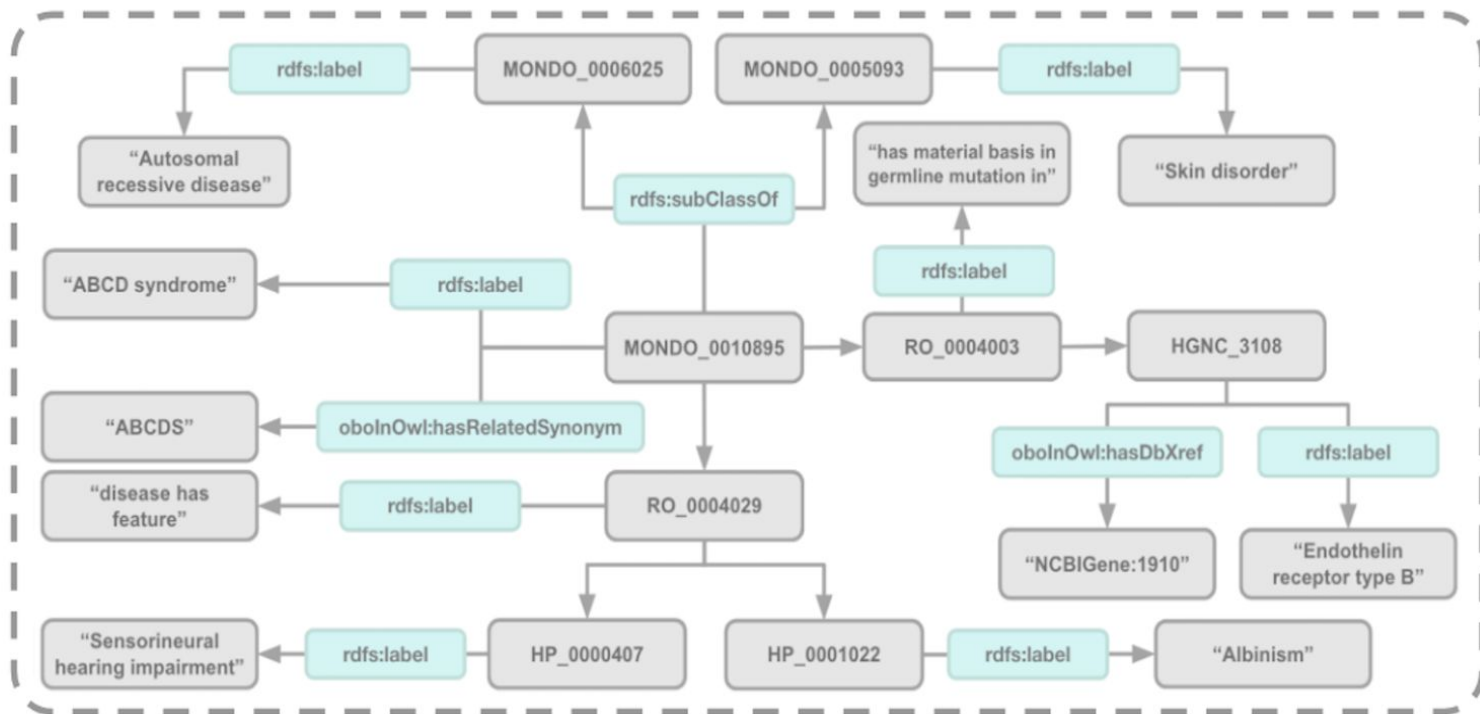 rdfs:label
MONDO_0006025
MONDO_0005093
rdfs:label
“Autosomal
recessive disease”
“has material basis in
germline mutation in”
“Skin disorder”
rdfs:subClassOf
“ABCD syndrome”
rdfs:label
rdfs:label
MONDO_0010895
RO_0004003
HGNC_3108
“ABCDS”
oboInOwl:hasRelatedSynonym
oboInOwl:hasDbXref
rdfs:label
“disease has
feature”
rdfs:label
RO_0004029
“NCBIGene:1910”
“Endothelin
receptor type B”
“Sensorineural
hearing impairment”
rdfs:label
HP_0000407
HP_0001022
rdfs:label
“Albinism”